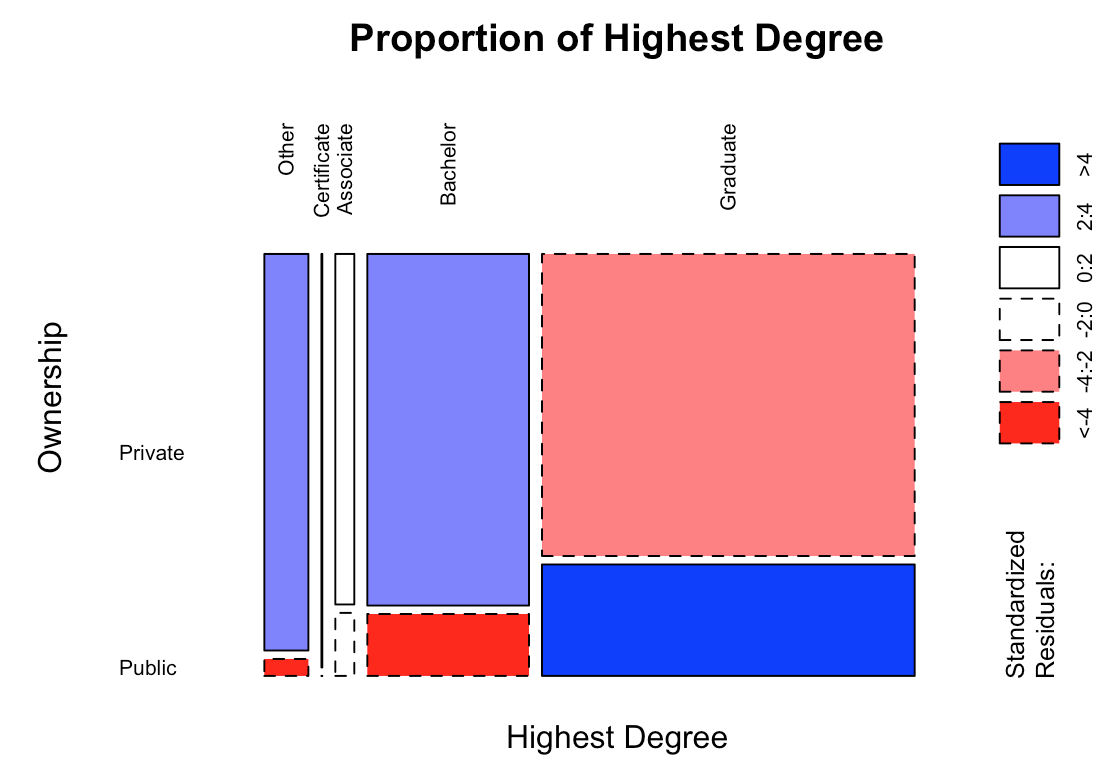 Proportion of Highest Degree
Other
Certificate
Associate
Bachelor
Graduate
Ownership
Private
Public
Highest Degree
>4
2:4
0:2
-2:0
-4:-2
<-4
Standardized
Residuals: